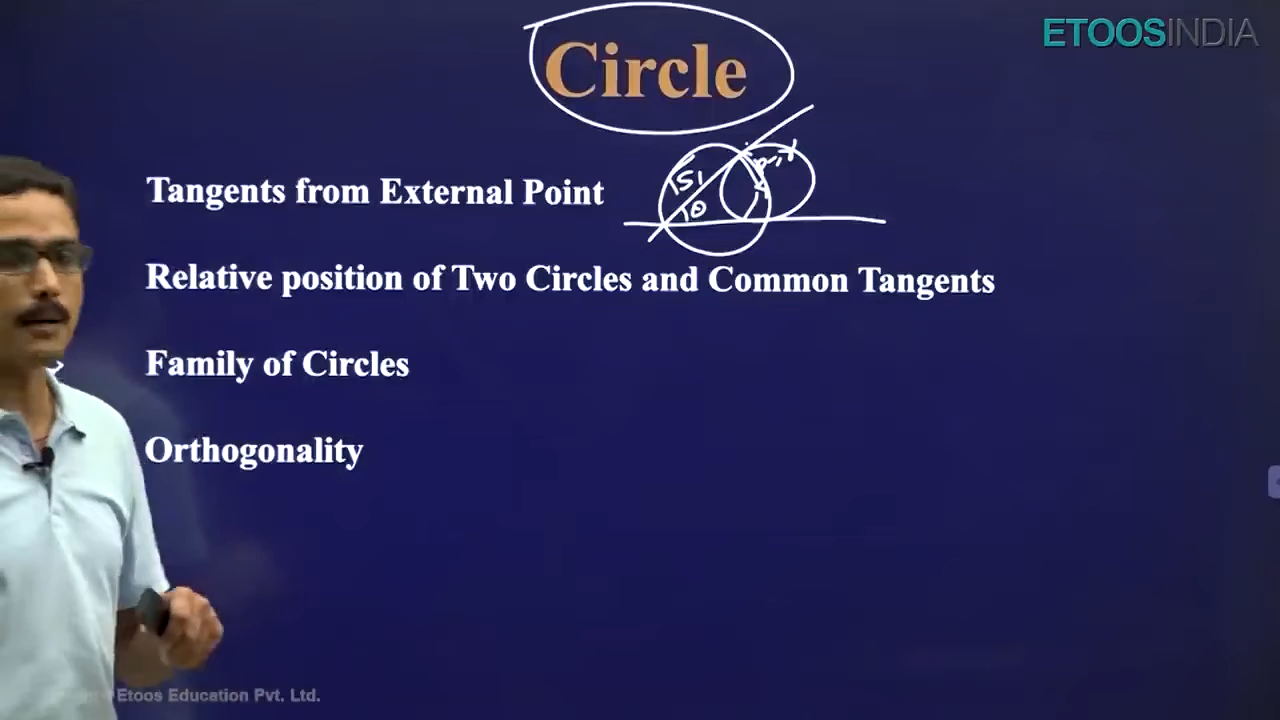 ETOOSINDIA
Circle
Tangents from External Point
Relative position of Two Circles and Common Tangents
Family of Circles
Orthogonality
Etoos Education Pvt. Ltd.